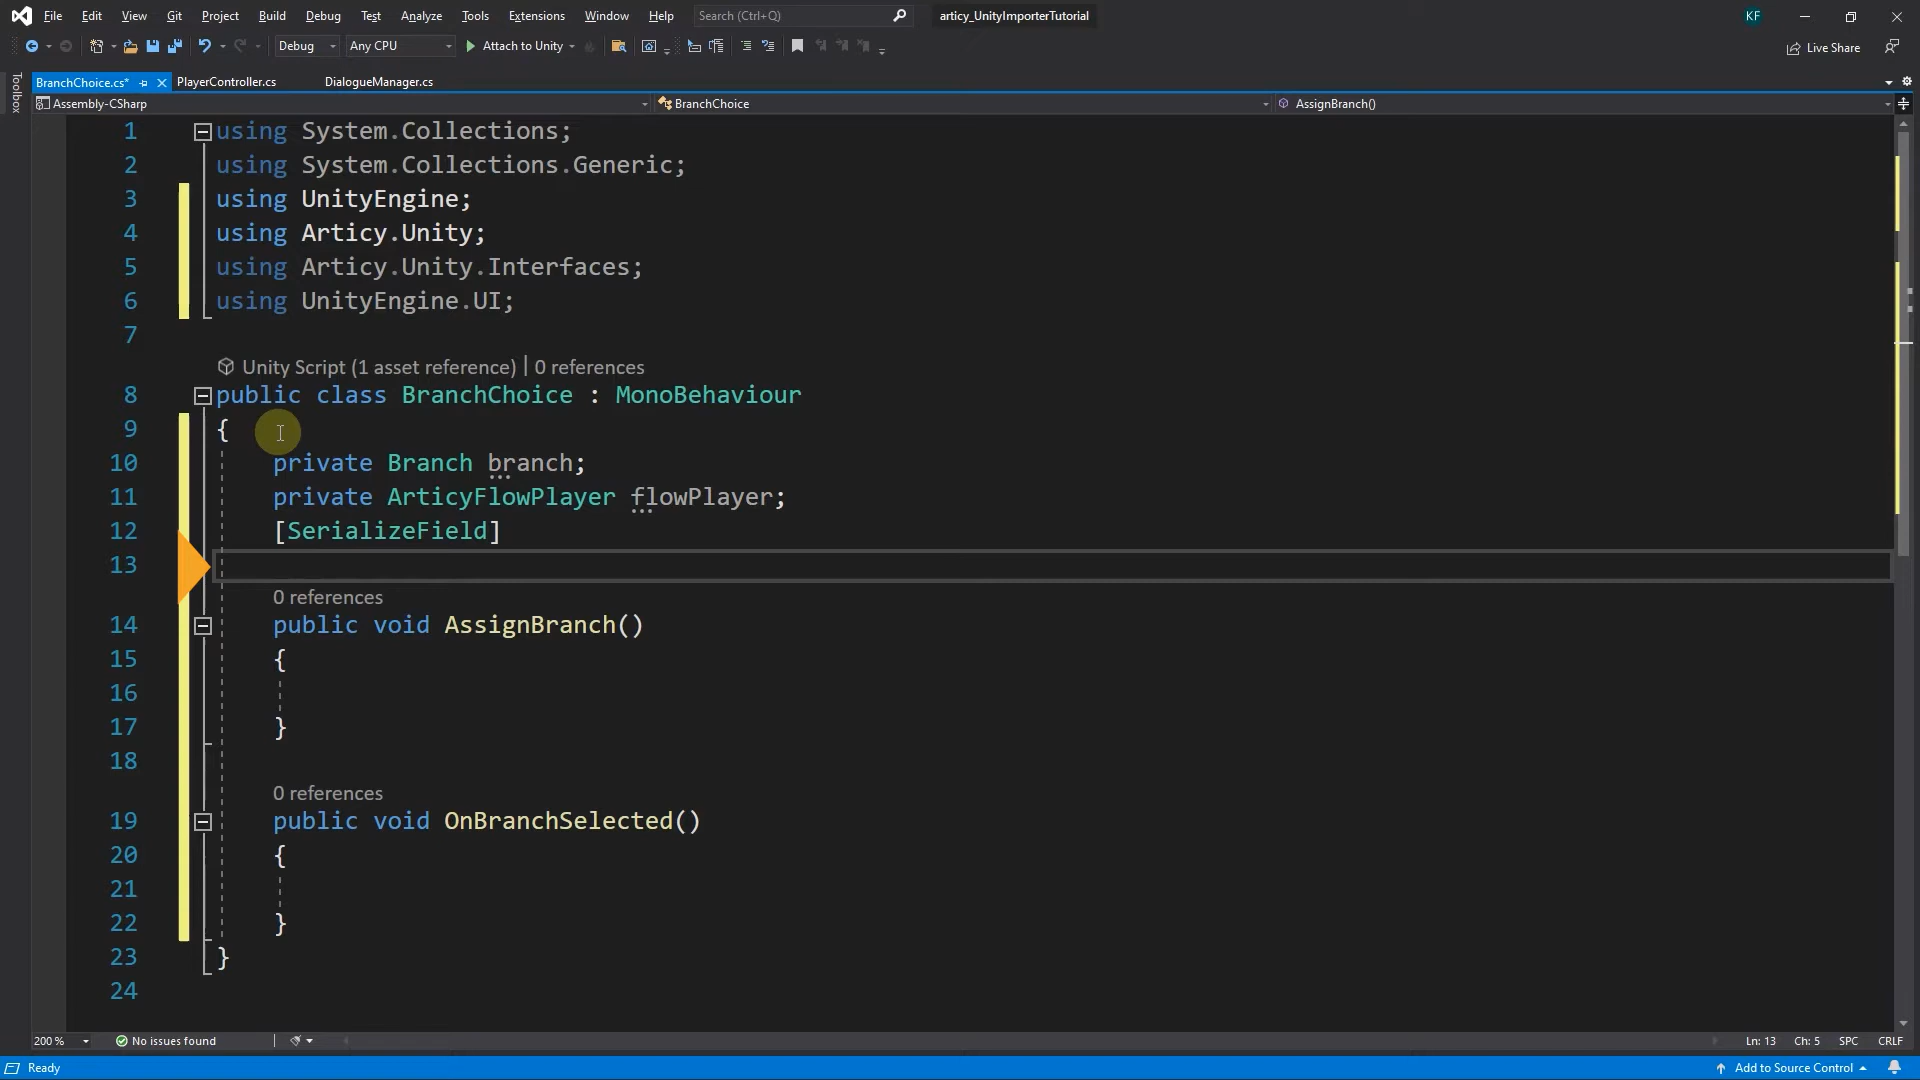 File Edit View Git Project Build Debug Test Analyze Tools Extensions Window Help Search (Ctrl+Q) articy_UnityImporterTutorial KF
Debug Any CPU Attach to Unity Live Share
BranchChoice.cs* PlayerController.cs DialogueManager.cs
Toolbox
Assembly-CSharp BranchChoice AssignBranch()
1 using System.Collections;
2 using System.Collections.Generic;
3 using UnityEngine;
4 using Articy.Unity;
5 using Articy.Unity.Interfaces;
6 using UnityEngine.UI;
7
Unity Script (1 asset reference) | 0 references
8 public class BranchChoice : MonoBehaviour
9 {
10 private Branch branch;
11 private ArticyFlowPlayer flowPlayer;
12 [SerializeField]
13
0 references
14 public void AssignBranch()
15 {
16
17 }
18
0 references
19 public void OnBranchSelected()
20 {
21
22 }
23 }
24
200 % No issues found Ln: 13 Ch: 5 SPC CRLF
Ready Add to Source Control